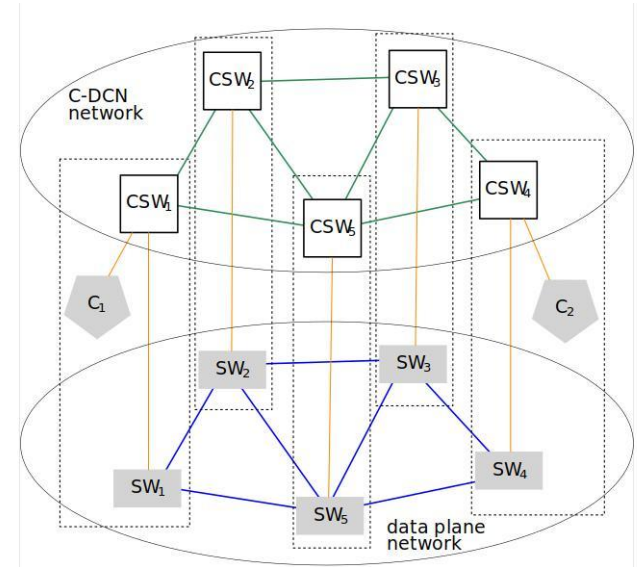 C-DCN
network
CSW2
CSW3
CSW1
CSW5
CSW4
C1
C2
SW2
SW3
SW1
SW5
SW4
data plane
network